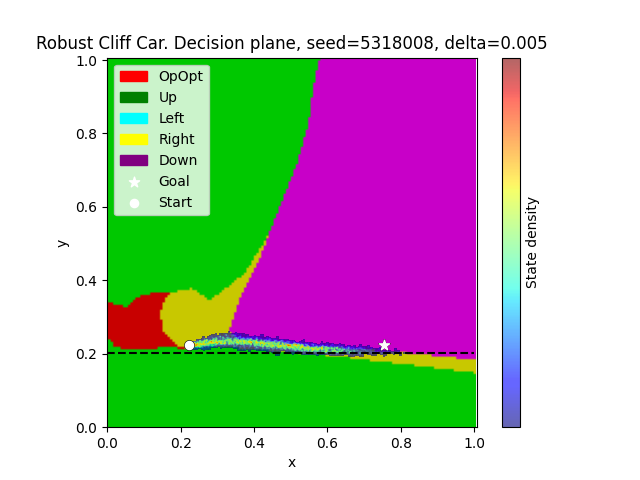 Robust Cliff Car. Decision plane, seed=5318008, delta=0.005
1.0
0.8
0.6
0.4
0.2
0.0
y
OpOpt
Up
Left
Right
Down
Goal
Start
0.0 0.2 0.4 0.6 0.8 1.0
x
State density